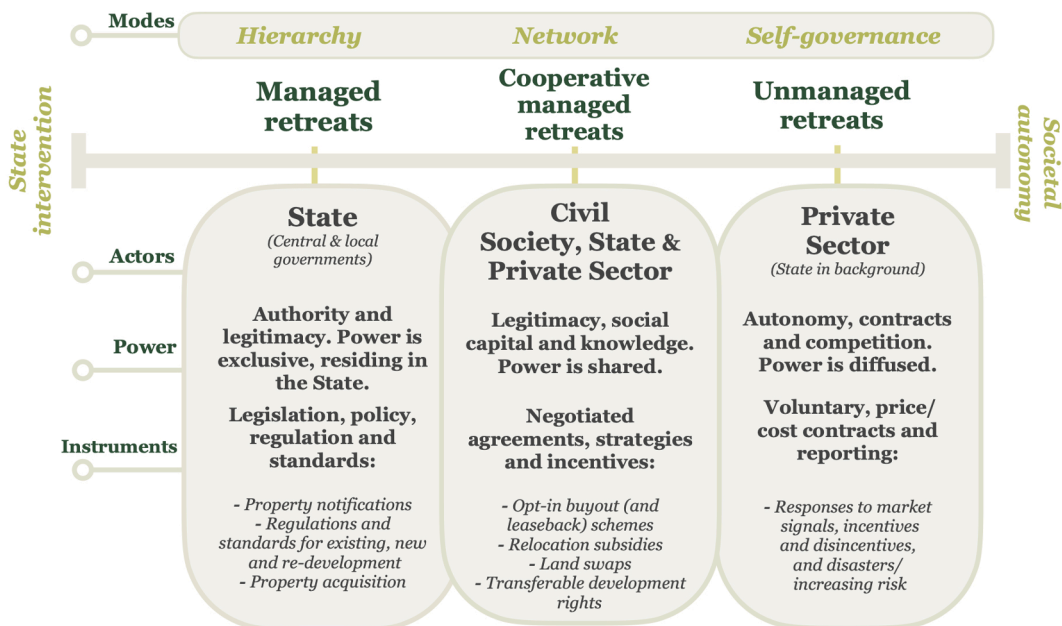 Modes
Hierarchy
Network
Self-governance
Managed
retreats
Cooperative
managed
retreats
Unmanaged
retreats
State
intervention
Societal
autonomy
Actors
State
(Central & local
governments)
Civil
Society, State &
Private Sector
Private
Sector
(State in background)
Power
Authority and
legitimacy. Power is
exclusive, residing in
the State.
Legitimacy, social
capital and knowledge.
Power is shared.
Autonomy, contracts
and competition.
Power is diffused.
Instruments
Legislation, policy,
regulation and
standards:
- Property notifications
- Regulations and
standards for existing, new
and re-development
- Property acquisition
Negotiated
agreements, strategies
and incentives:
- Opt-in buyout (and
leaseback) schemes
- Relocation subsidies
- Land swaps
- Transferable development
rights
Voluntary, price/
cost contracts and
reporting:
- Responses to market
signals, incentives
and disincentives,
and disasters/
increasing risk